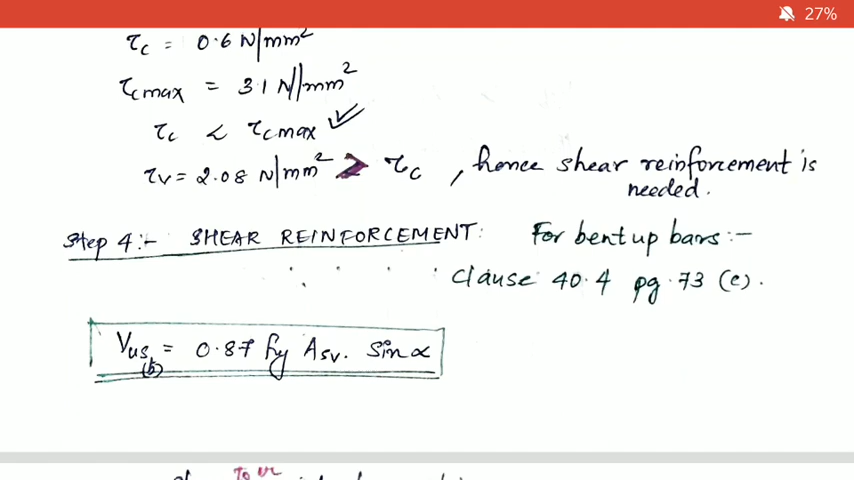 27%
τc = 0.6 N/mm²
τcmax = 3.1 N/mm²
τc < τcmax ✓
τv = 2.08 N/mm² > τc , hence shear reinforcement is needed.
Step 4:- SHEAR REINFORCEMENT: For bent up bars:-
Clause 40.4 pg.73 (c).
Vus(b) = 0.87 fy Asv. Sinα